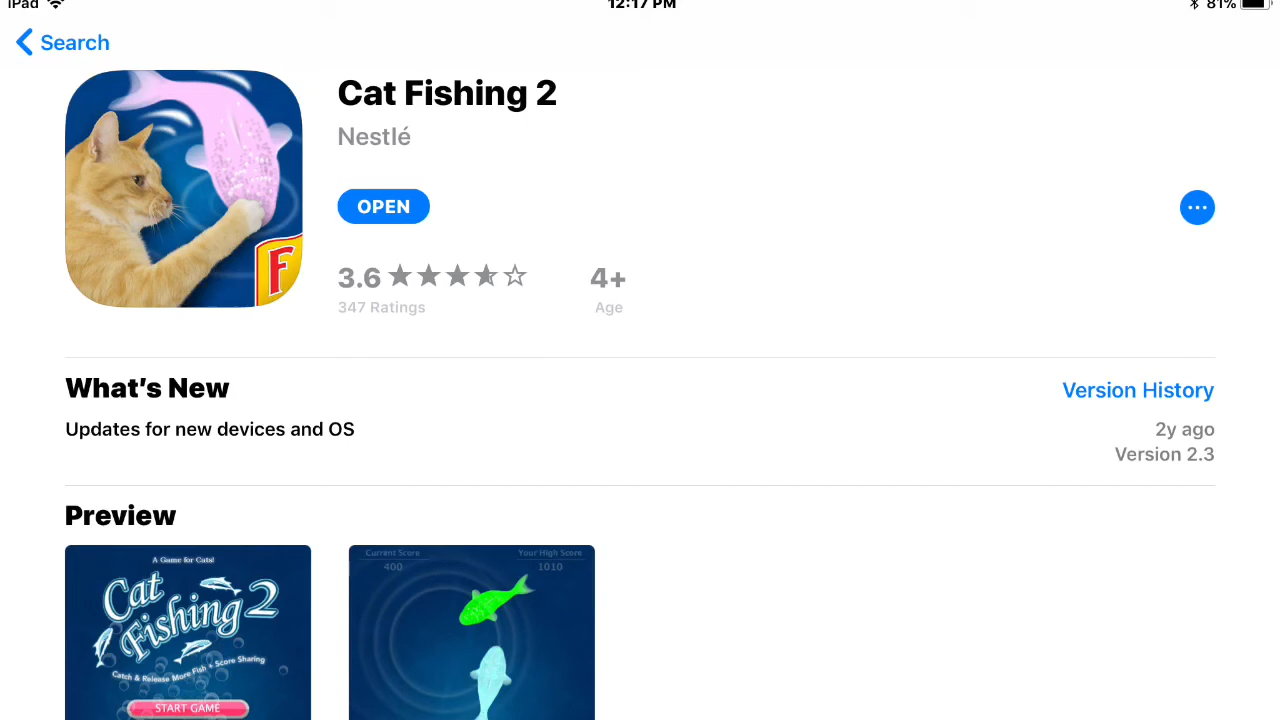 iPad 12:17 PM 81%
Search
Cat Fishing 2
Nestlé
OPEN
3.6 4+
347 Ratings Age
F
What's New Version History
Updates for new devices and OS 2y ago
Version 2.3
Preview
A Game for Cats!
Cat
Fishing 2
Catch & Release More Fish + Score Sharing
START GAME
Current Score Your High Score
400 1010